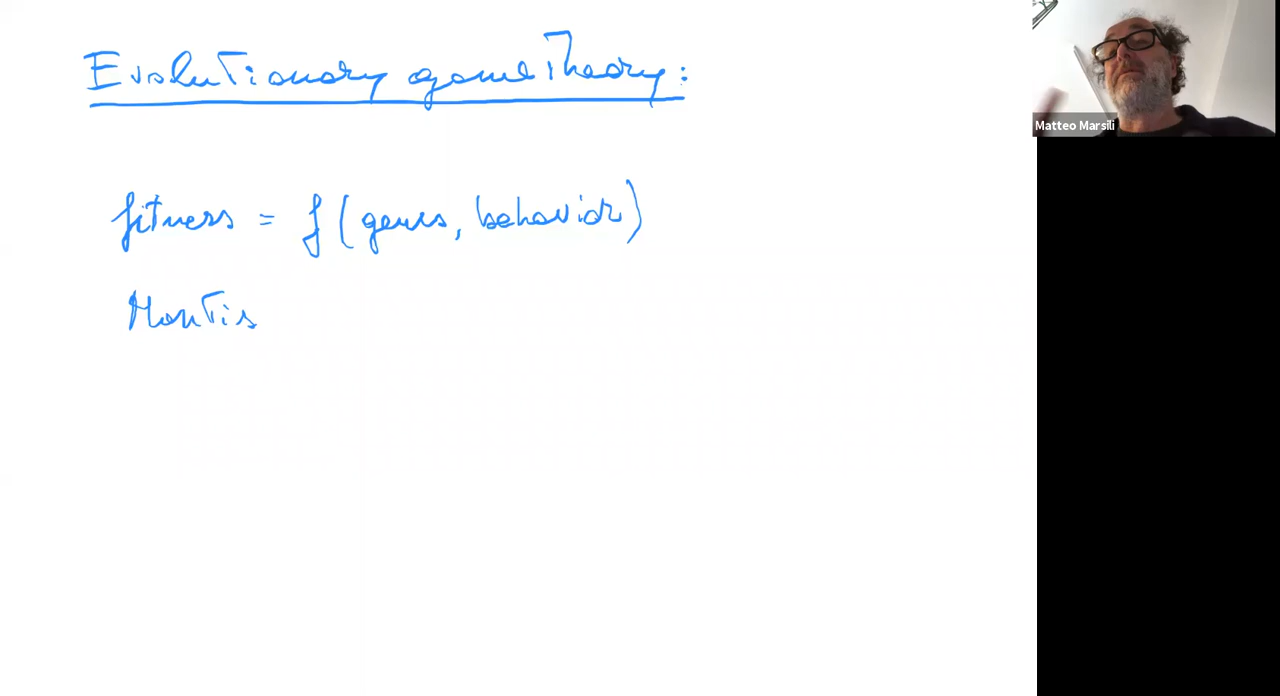 Evolutionary game theory:
fitness = f (genes, behavior)
Mantis
Matteo Marsili